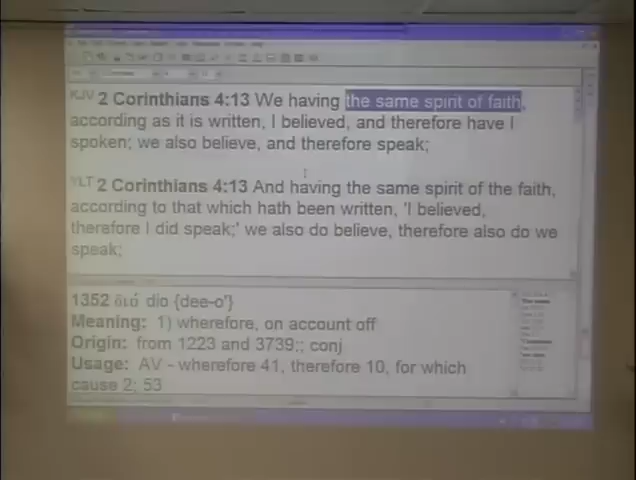 KJV 2 Corinthians 4:13 We having the same spirit of faith,
according as it is written, I believed, and therefore have I
spoken; we also believe, and therefore speak;
YLT 2 Corinthians 4:13 And having the same spirit of the faith,
according to that which hath been written, 'I believed,
therefore I did speak;' we also do believe, therefore also do we
speak;
1352 διό dio {dee-o'}
Meaning: 1) wherefore, on account off
Origin: from 1223 and 3739;; conj
Usage: AV - wherefore 41, therefore 10, for which
cause 2; 53